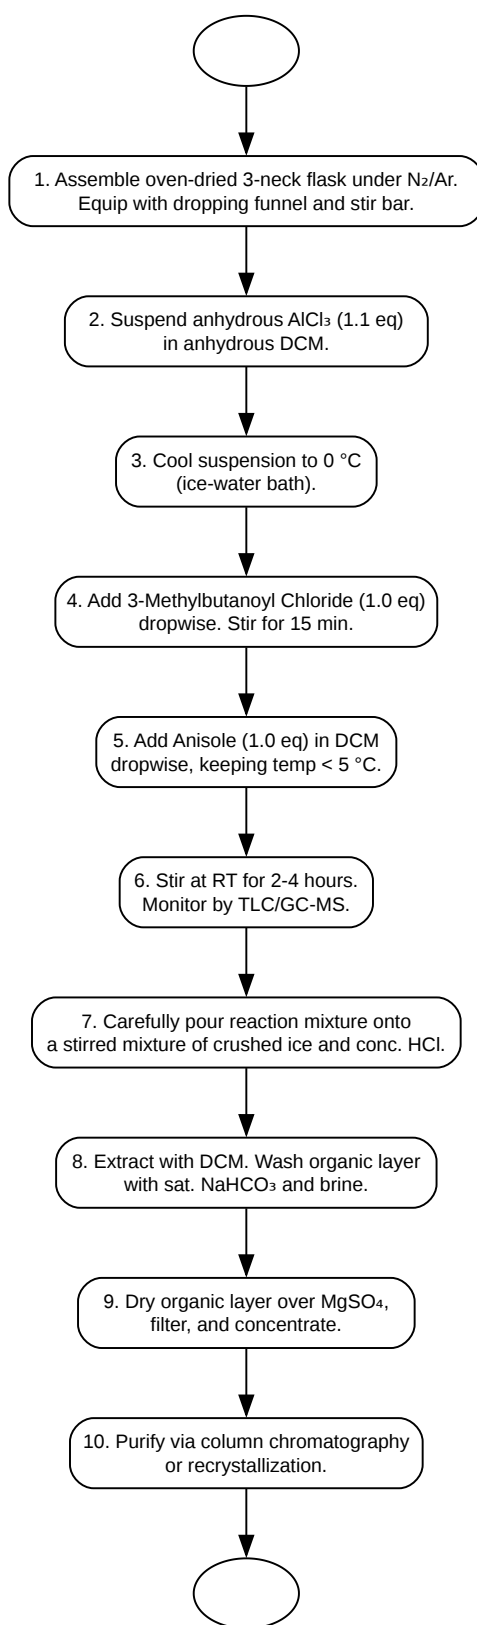 1. Assemble oven-dried 3-neck flask under N₂/Ar.
Equip with dropping funnel and stir bar.
2. Suspend anhydrous AlCl₃ (1.1 eq)
in anhydrous DCM.
3. Cool suspension to 0 °C
(ice-water bath).
4. Add 3-Methylbutanoyl Chloride (1.0 eq)
dropwise. Stir for 15 min.
5. Add Anisole (1.0 eq) in DCM
dropwise, keeping temp < 5 °C.
6. Stir at RT for 2-4 hours.
Monitor by TLC/GC-MS.
7. Carefully pour reaction mixture onto
a stirred mixture of crushed ice and conc. HCl.
8. Extract with DCM. Wash organic layer
with sat. NaHCO₃ and brine.
9. Dry organic layer over MgSO₄,
filter, and concentrate.
10. Purify via column chromatography
or recrystallization.